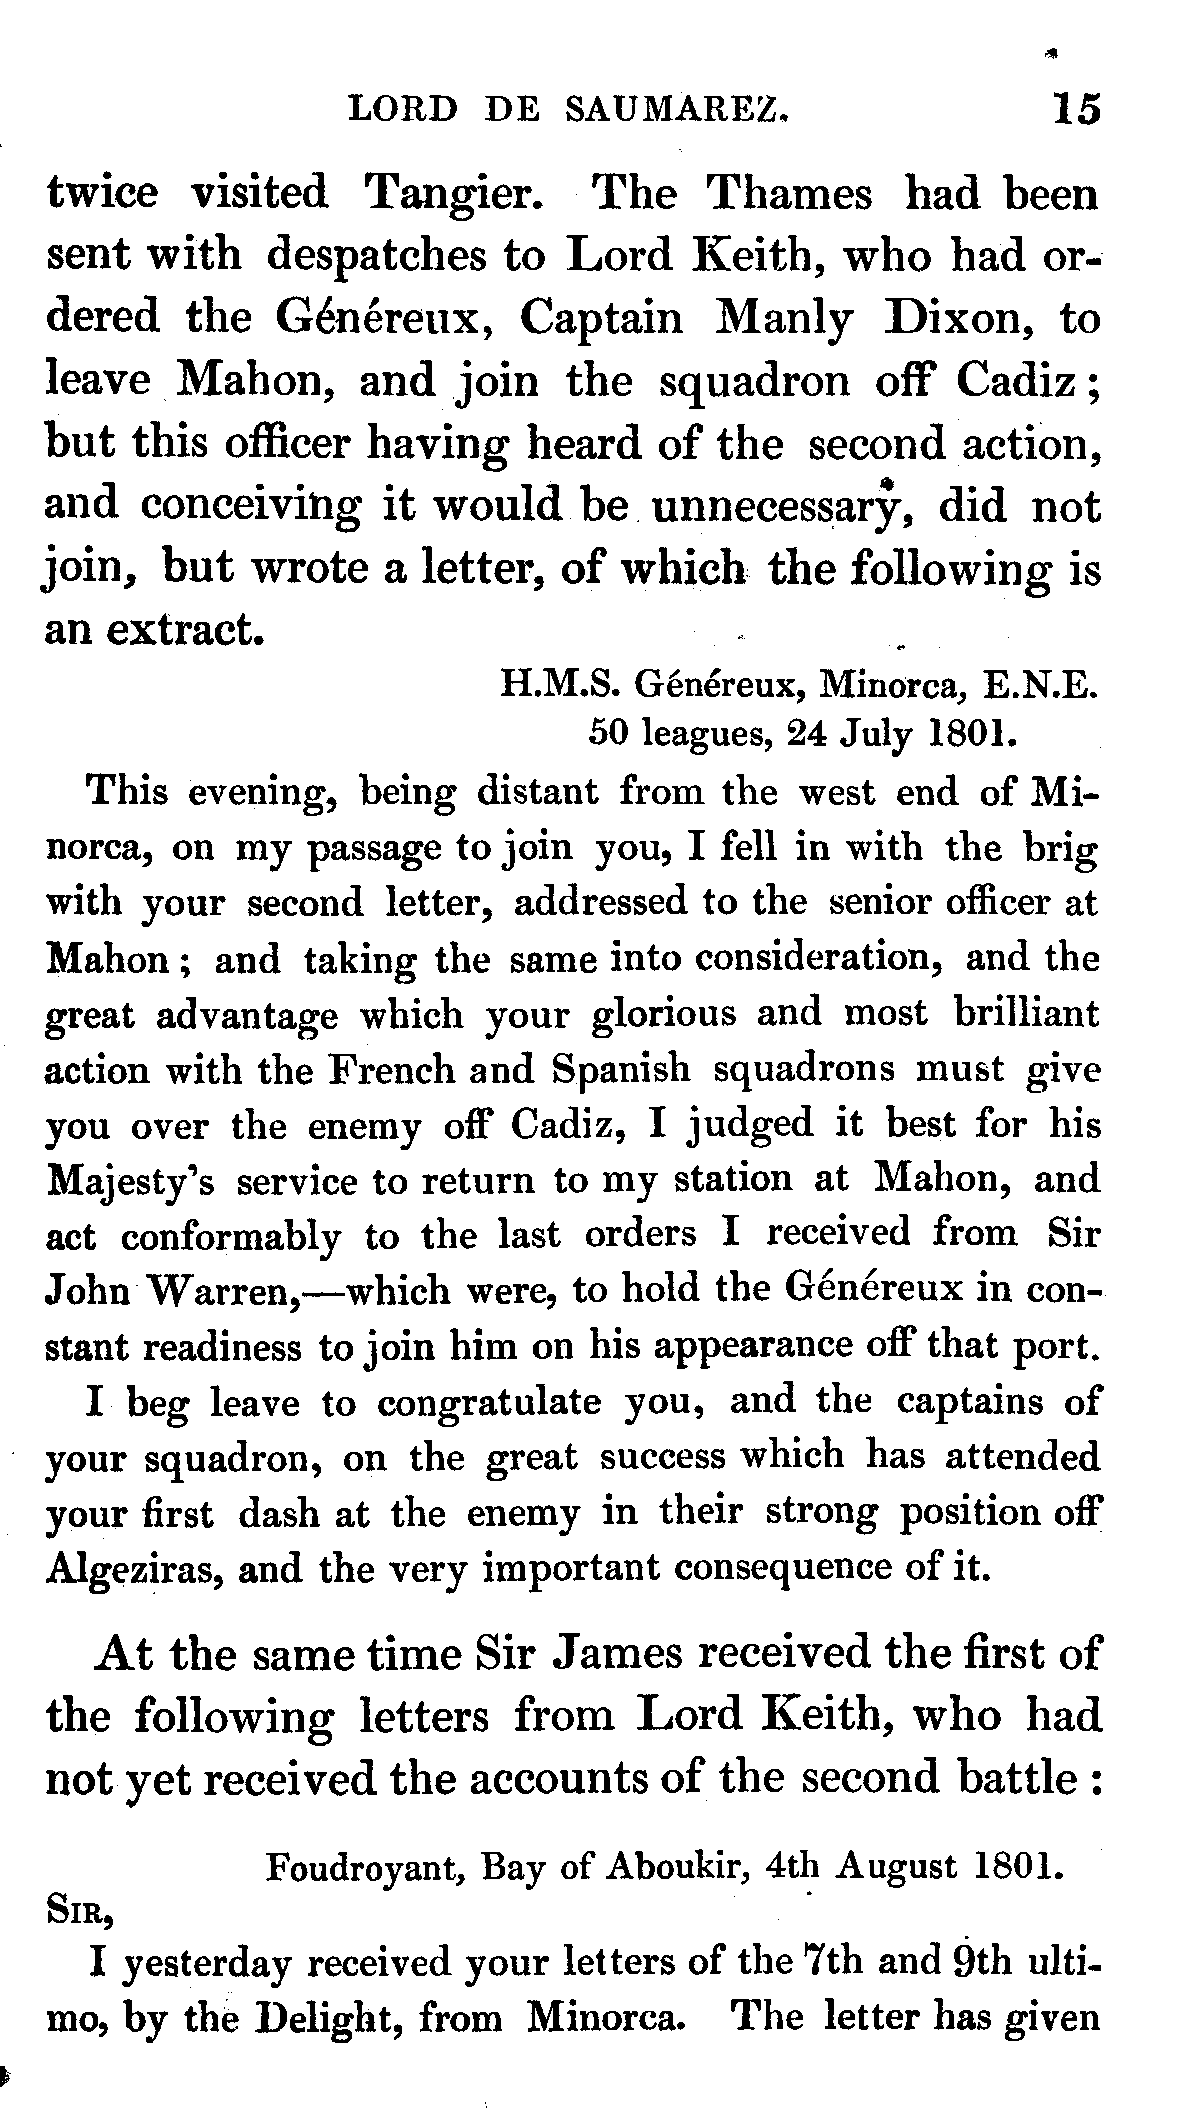 LORD DE SAUMAREZ. 15
twice visited Tangier. The Thames had been
sent with despatches to Lord Keith, who had or-
dered the Généreux, Captain Manly Dixon, to
leave Mahon, and join the squadron off Cadiz;
but this officer having heard of the second action,
and conceiving it would be unnecessary, did not
join, but wrote a letter, of which the following is
an extract.
H.M.S. Généreux, Minorca, E.N.E.
50 leagues, 24 July 1801.
This evening, being distant from the west end of Mi-
norca, on my passage to join you, I fell in with the brig
with your second letter, addressed to the senior officer at
Mahon; and taking the same into consideration, and the
great advantage which your glorious and most brilliant
action with the French and Spanish squadrons must give
you over the enemy off Cadiz, I judged it best for his
Majesty's service to return to my station at Mahon, and
act conformably to the last orders I received from Sir
John Warren,—which were, to hold the Généreux in con-
stant readiness to join him on his appearance off that port.
I beg leave to congratulate you, and the captains of
your squadron, on the great success which has attended
your first dash at the enemy in their strong position off
Algeziras, and the very important consequence of it.
At the same time Sir James received the first of
the following letters from Lord Keith, who had
not yet received the accounts of the second battle:
Foudroyant, Bay of Aboukir, 4th August 1801.
SIR,
I yesterday received your letters of the 7th and 9th ulti-
mo, by the Delight, from Minorca. The letter has given